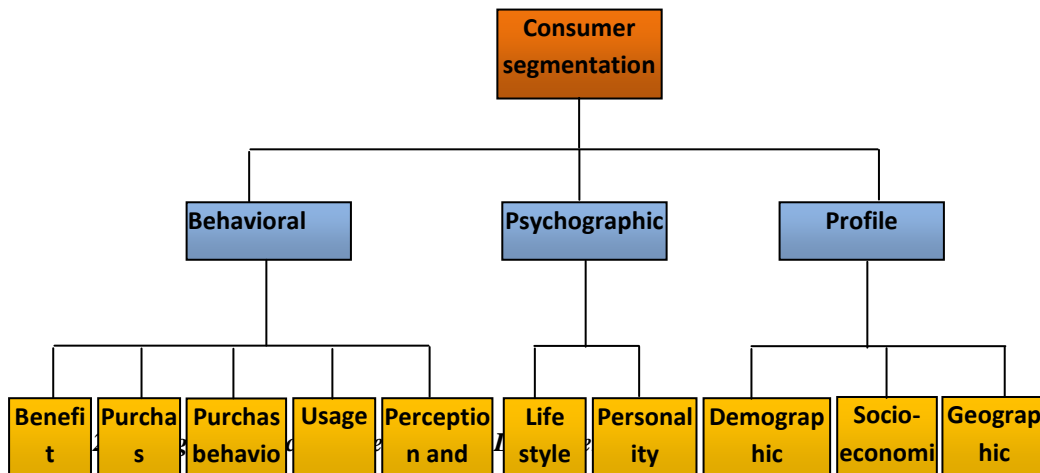 Consumer
segmentation
Behavioral
Psychographic
Profile
Benefi
t
Purcha
s
Purchas
behavio
Usage
Perceptio
n and
Life
style
Personal
ity
Demograp
hic
Socio-
economi
Geograp
hic